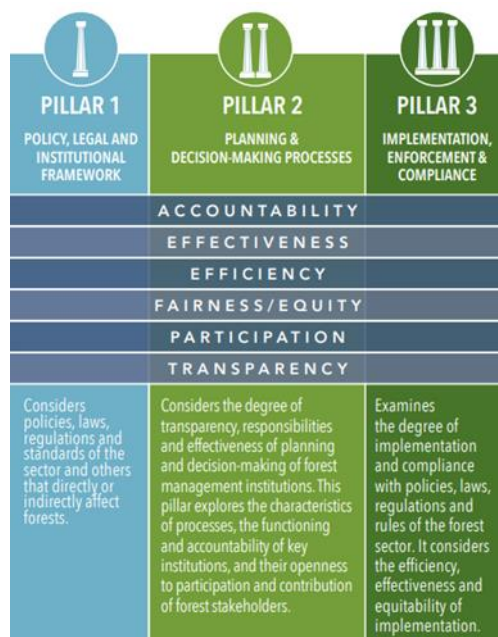 PILLAR 1
POLICY, LEGAL AND
INSTITUTIONAL
FRAMEWORK
PILLAR 2
PLANNING &
DECISION-MAKING PROCESSES
PILLAR 3
IMPLEMENTATION,
ENFORCEMENT &
COMPLIANCE
ACCOUNTABILITY
EFFECTIVENESS
EFFICIENCY
FAIRNESS/EQUITY
PARTICIPATION
TRANSPARENCY
Considers
policies, laws,
regulations and
standards of the
sector and others
that directly or
indirectly affect
forests.
Considers the degree of
transparency, responsibilities
and effectiveness of planning
and decision-making of forest
management institutions. This
pillar explores the characteristics
of processes, the functioning
and accountability of key
institutions, and their openness
to participation and contribution
of forest stakeholders.
Examines
the degree of
implementation
and compliance
with policies, laws,
regulations and
rules of the forest
sector. It considers
the efficiency,
effectiveness and
equitability of
implementation.